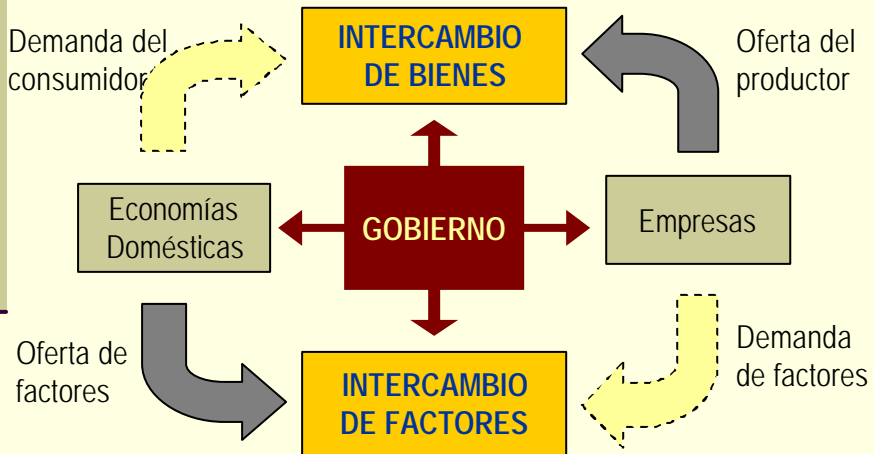 Demanda del
consumidor
INTERCAMBIO
DE BIENES
Oferta del
productor
Economías
Domésticas
GOBIERNO
Empresas
Oferta de
factores
INTERCAMBIO
DE FACTORES
Demanda
de factores